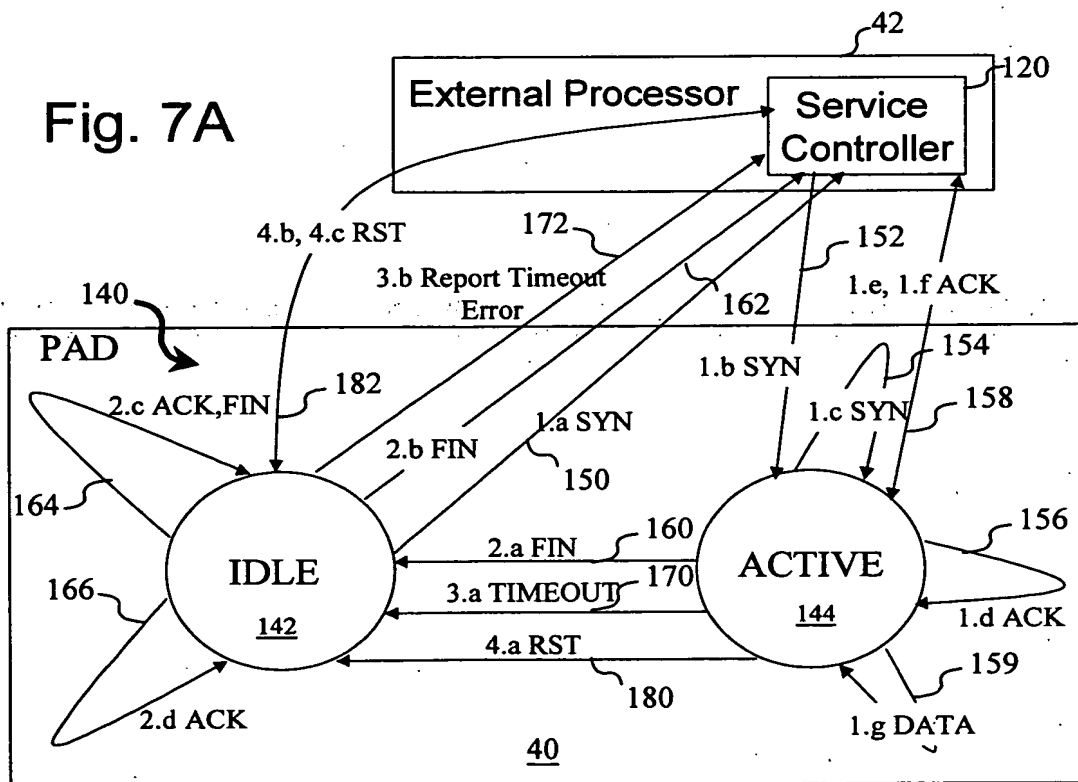 42
120
Fig. 7A
External Processor
Service
Controller
4.b, 4.c RST
172
3.b Report Timeout
Error
162
152
1.e, 1.f ACK
140
PAD
154
1.b SYN
2.c ACK,FIN
182
1.c SYN
158
2.b FIN
1.a SYN
150
164
156
160
2.a FIN
IDLE
ACTIVE
170
166
3.a TIMEOUT
142
144
1.d ACK
4.a RST
159
180
2.d ACK
1.g DATA
40